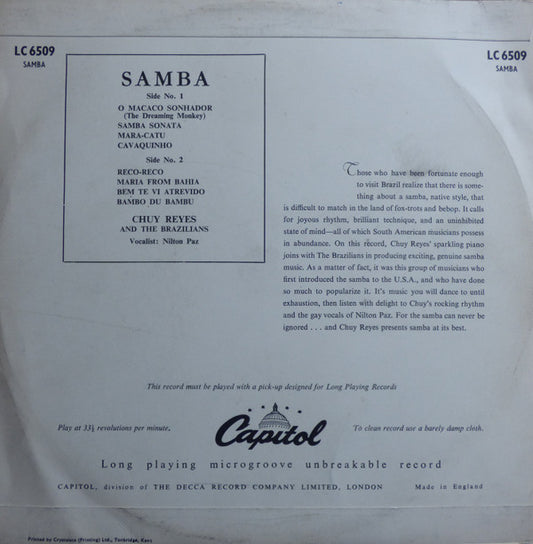 LC 6509
SAMBA
LC 6509
SAMBA
SAMBA
Side No. 1
O MACACO SONHADOR
(The Dreaming Monkey)
SAMBA SONATA
MARA-CATU
CAVAQUINHO
Side No. 2
RECO-RECO
MARIA FROM BAHIA
BEM TE VI ATREVIDO
BAMBO DU BAMBU
CHUY REYES
AND THE BRAZILIANS
Vocalist: Nilton Paz
Those who have been fortunate enough
to visit Brazil realize that there is some-
thing about a samba, native style, that
is difficult to match in the land of fox-trots and bebop. It calls
for joyous rhythm, brilliant technique, and an uninhibited
state of mind—all of which South American musicians possess
in abundance. On this record, Chuy Reyes' sparkling piano
joins with The Brazilians in producing exciting, genuine samba
music. As a matter of fact, it was this group of musicians who
first introduced the samba to the U.S.A., and who have done
so much to popularize it. It's music you will dance to until
exhaustion, then listen with delight to Chuy's rocking rhythm
and the gay vocals of Nilton Paz. For the samba can never be
ignored . . . and Chuy Reyes presents samba at its best.
This record must be played with a pick-up designed for Long Playing Records
Play at 33⅓ revolutions per minute.
Capitol
To clean record use a barely damp cloth.
Long playing microgroove unbreakable record
CAPITOL, division of THE DECCA RECORD COMPANY LIMITED, LONDON
Made in England
Printed by (Printing) Ltd., Tonbridge, Kent